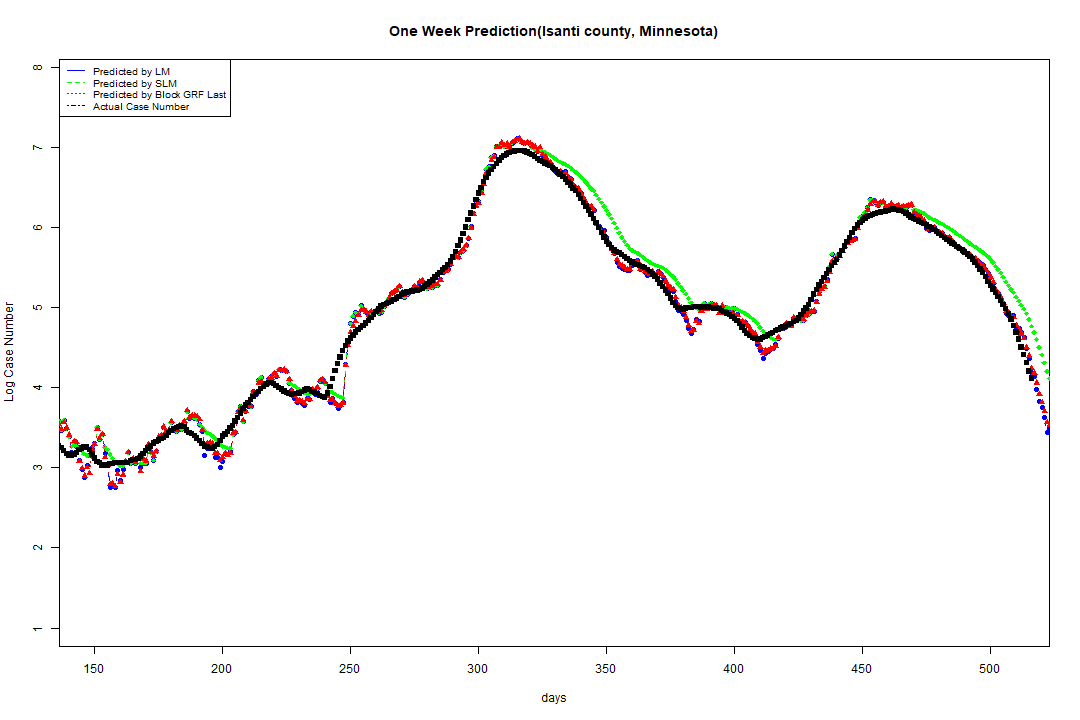 One Week Prediction(Isanti county, Minnesota)
Predicted by LM
Predicted by SLM
Predicted by Block GRF Last
Actual Case Number
8
7
6
5
4
3
2
1
Log Case Number
150 200 250 300 350 400 450 500
days